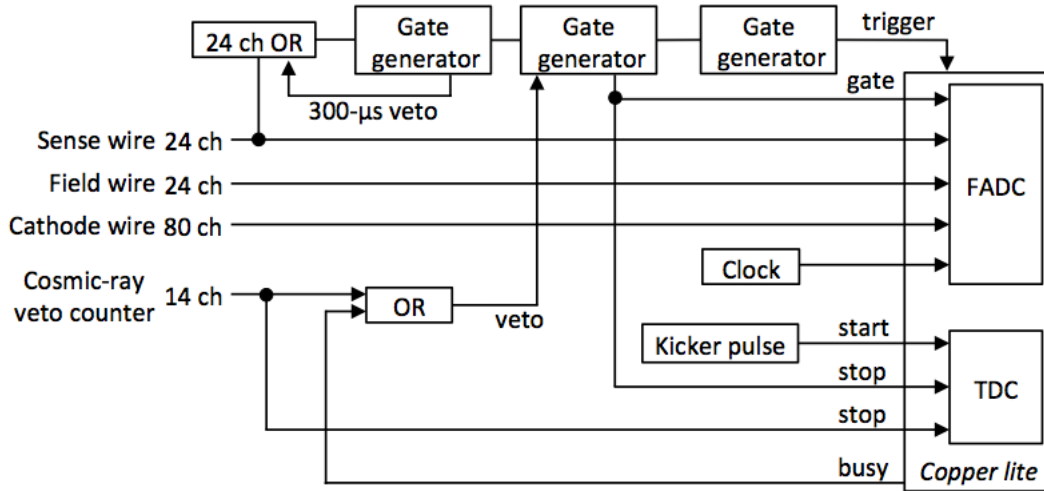 24 ch OR
Gate
generator
Gate
generator
Gate
generator
trigger
300-μs veto
gate
Sense wire 24 ch
Field wire 24 ch
Cathode wire 80 ch
FADC
Clock
Cosmic-ray
veto counter
14 ch
OR
veto
Kicker pulse
start
stop
TDC
stop
busy
Copper lite